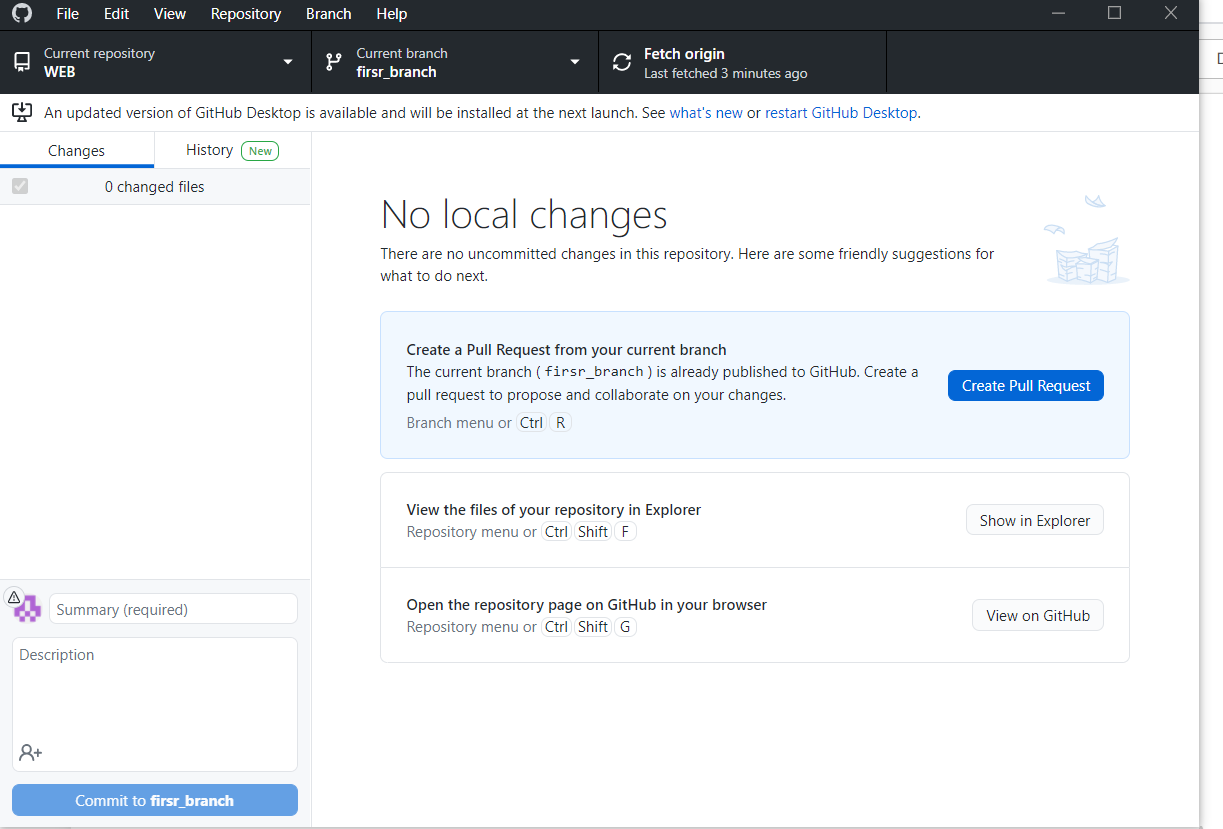 File Edit View Repository Branch Help
Current repository
WEB
Current branch
firsr_branch
Fetch origin
Last fetched 3 minutes ago
An updated version of GitHub Desktop is available and will be installed at the next launch. See what's new or restart GitHub Desktop.
Changes
History New
0 changed files
No local changes
There are no uncommitted changes in this repository. Here are some friendly suggestions for
what to do next.
Create a Pull Request from your current branch
The current branch ( firsr_branch ) is already published to GitHub. Create a
pull request to propose and collaborate on your changes.
Branch menu or Ctrl R
Create Pull Request
View the files of your repository in Explorer
Repository menu or Ctrl Shift F
Show in Explorer
Open the repository page on GitHub in your browser
Repository menu or Ctrl Shift G
View on GitHub
Summary (required)
Description
Commit to firsr_branch